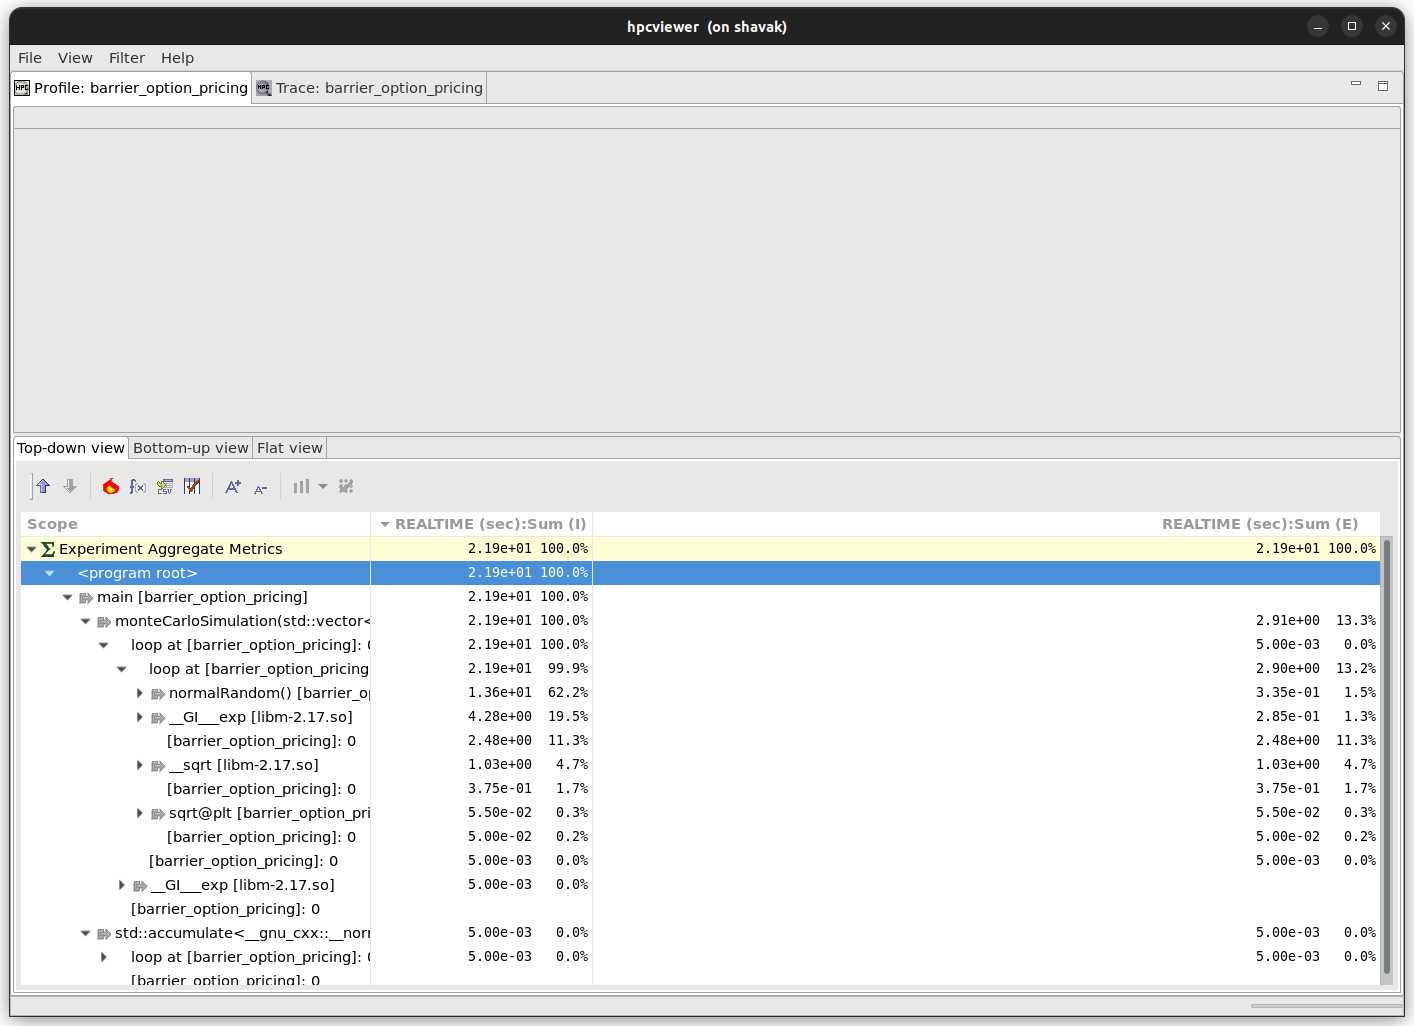 hpcviewer (on shavak)
File View Filter Help
Profile: barrier_option_pricing Trace: barrier_option_pricing
Top-down view Bottom-up view Flat view
Scope REALTIME (sec):Sum (I) REALTIME (sec):Sum (E)
Experiment Aggregate Metrics 2.19e+01 100.0% 2.19e+01 100.0%
<program root> 2.19e+01 100.0%
main [barrier_option_pricing] 2.19e+01 100.0%
monteCarloSimulation(std::vector< 2.19e+01 100.0% 2.91e+00 13.3%
loop at [barrier_option_pricing]: 0 2.19e+01 100.0% 5.00e-03 0.0%
loop at [barrier_option_pricing 2.19e+01 99.9% 2.90e+00 13.2%
normalRandom() [barrier_o 1.36e+01 62.2% 3.35e-01 1.5%
__GI___exp [libm-2.17.so] 4.28e+00 19.5% 2.85e-01 1.3%
[barrier_option_pricing]: 0 2.48e+00 11.3% 2.48e+00 11.3%
__sqrt [libm-2.17.so] 1.03e+00 4.7% 1.03e+00 4.7%
[barrier_option_pricing]: 0 3.75e-01 1.7% 3.75e-01 1.7%
sqrt@plt [barrier_option_pri 5.50e-02 0.3% 5.50e-02 0.3%
[barrier_option_pricing]: 0 5.00e-02 0.2% 5.00e-02 0.2%
[barrier_option_pricing]: 0 5.00e-03 0.0% 5.00e-03 0.0%
__GI___exp [libm-2.17.so] 5.00e-03 0.0%
[barrier_option_pricing]: 0
std::accumulate<__gnu_cxx::__nor 5.00e-03 0.0% 5.00e-03 0.0%
loop at [barrier_option_pricing]: 0 5.00e-03 0.0% 5.00e-03 0.0%
[barrier_option_pricing]: 0